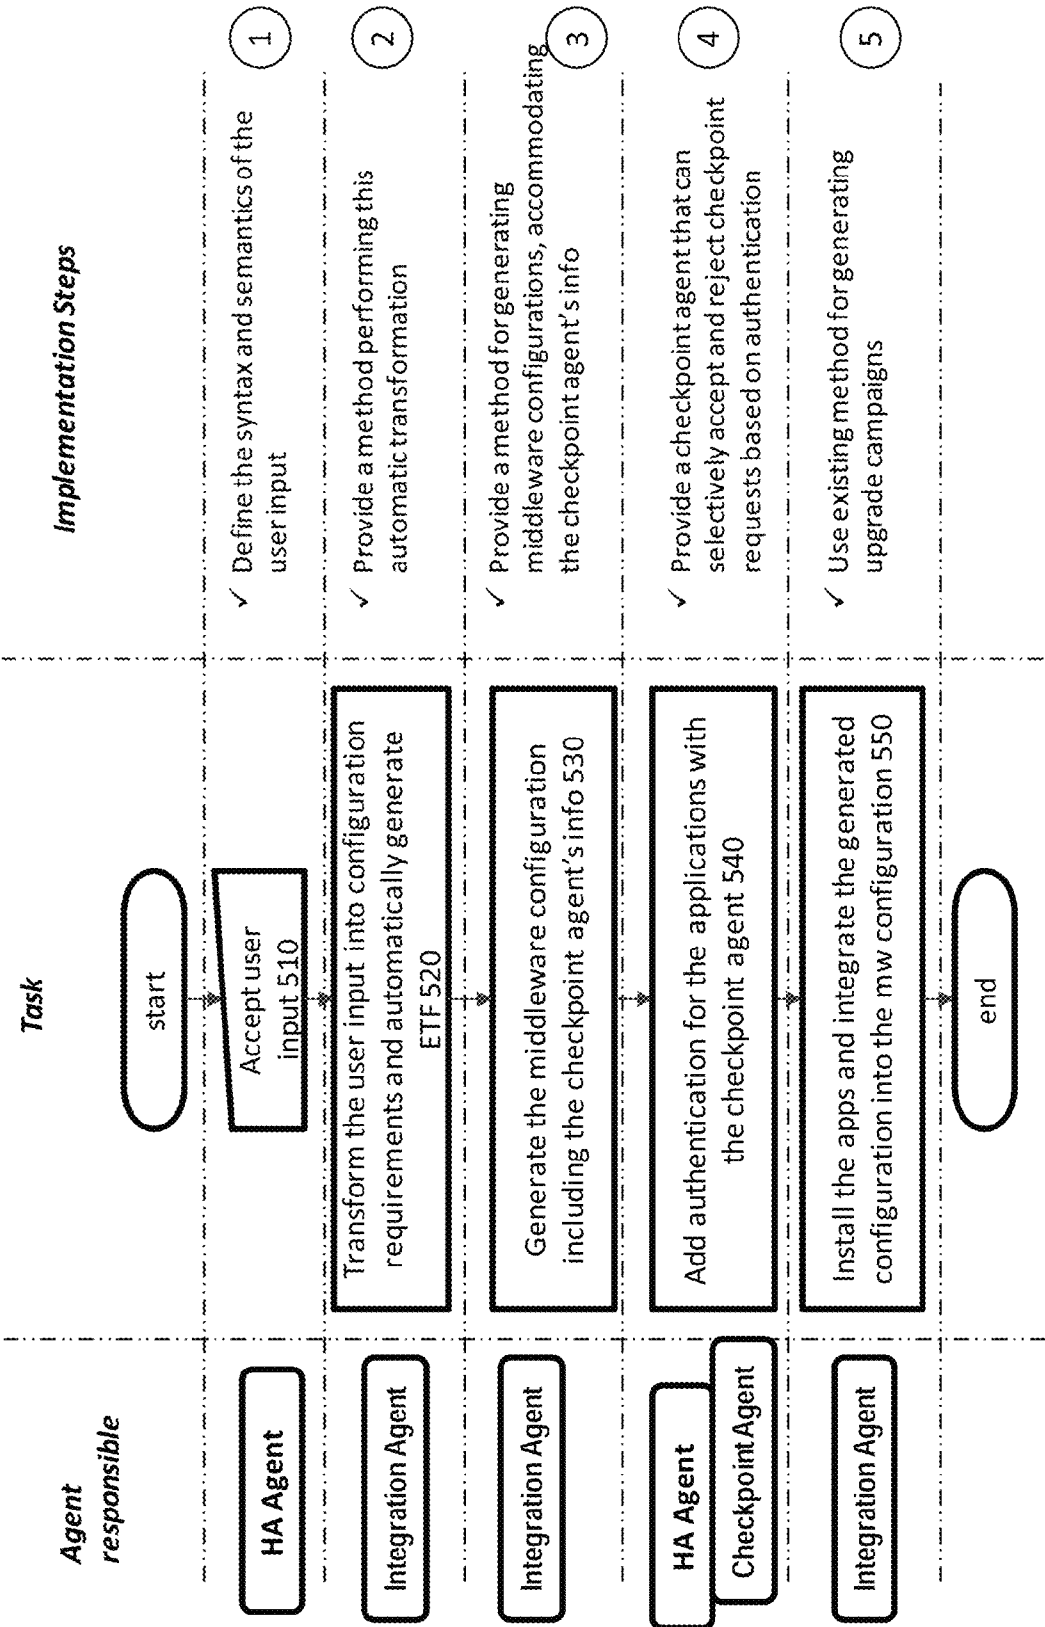 Agent
responsible
Task
Implementation Steps
start
HA Agent
Accept user
input 510
✓ Define the syntax and semantics of the
user input
1
Integration Agent
Transform the user input into configuration
requirements and automatically generate
ETF 520
✓ Provide a method performing this
automatic transformation
2
Integration Agent
Generate the middleware configuration
including the checkpoint agent's info 530
✓ Provide a method for generating
middleware configurations, accommodating
the checkpoint agent's info
3
HA Agent
Checkpoint Agent
Add authentication for the applications with
the checkpoint agent 540
✓ Provide a checkpoint agent that can
selectively accept and reject checkpoint
requests based on authentication
4
Integration Agent
Install the apps and integrate the generated
configuration into the mw configuration 550
✓ Use existing method for generating
upgrade campaigns
5
end